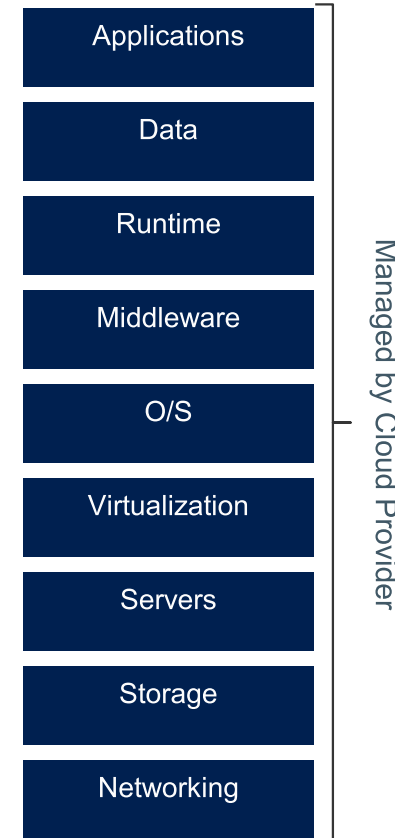 Applications
Data
Runtime
Middleware
O/S
Virtualization
Servers
Storage
Networking
Managed by Cloud Provider